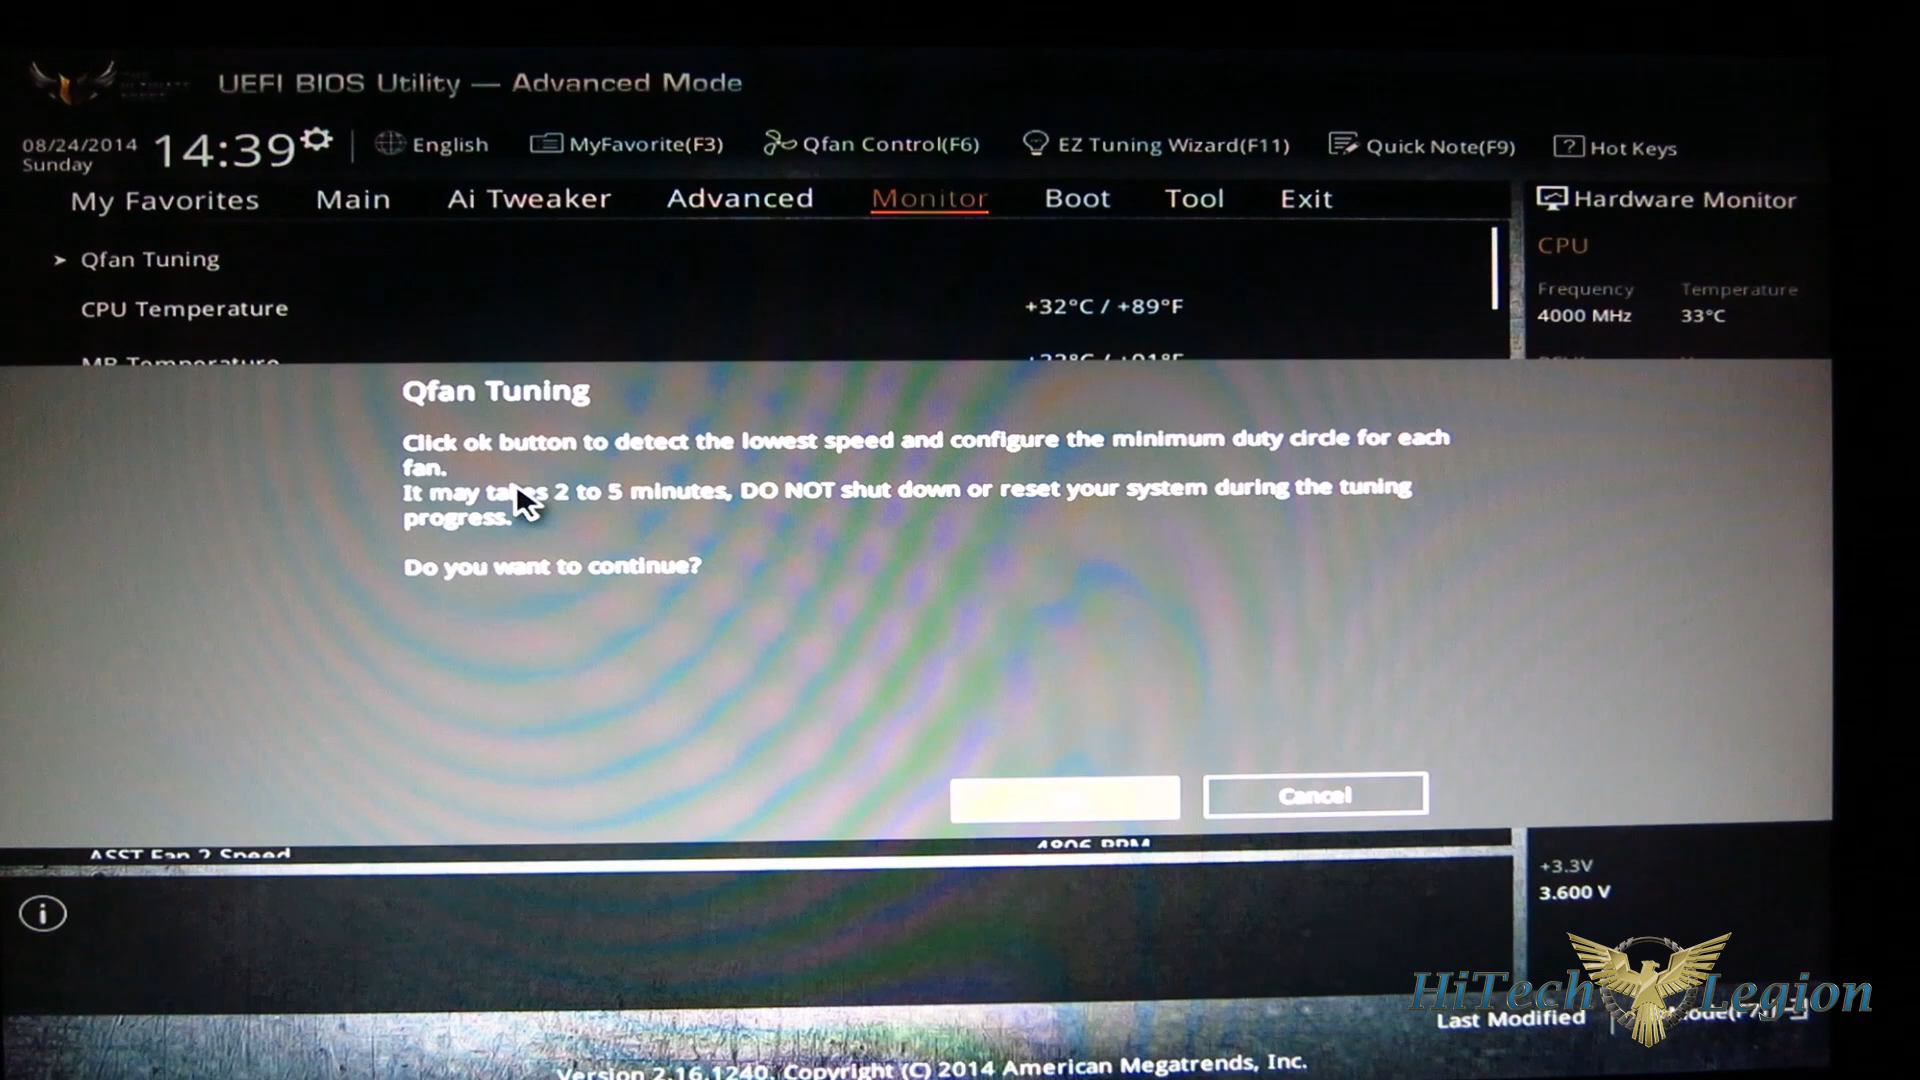 UEFI BIOS Utility — Advanced Mode
08/24/2014
Sunday
14:39
English
MyFavorite(F3)
Qfan Control(F6)
EZ Tuning Wizard(F11)
Quick Note(F9)
? Hot Keys
My Favorites
Main
Ai Tweaker
Advanced
Monitor
Boot
Tool
Exit
Hardware Monitor
Qfan Tuning
CPU Temperature
+32°C / +89°F
MB Temperature
CPU
Frequency
Temperature
4000 MHz
33°C
Qfan Tuning
Click ok button to detect the lowest speed and configure the minimum duty circle for each
fan.
It may takes 2 to 5 minutes, DO NOT shut down or reset your system during the tuning
progress.
Do you want to continue?
Cancel
+3.3V
3.600 V
i
HiTech Legion
Last Modified
Version 2.16.1240. Copyright (C) 2014 American Megatrends, Inc.